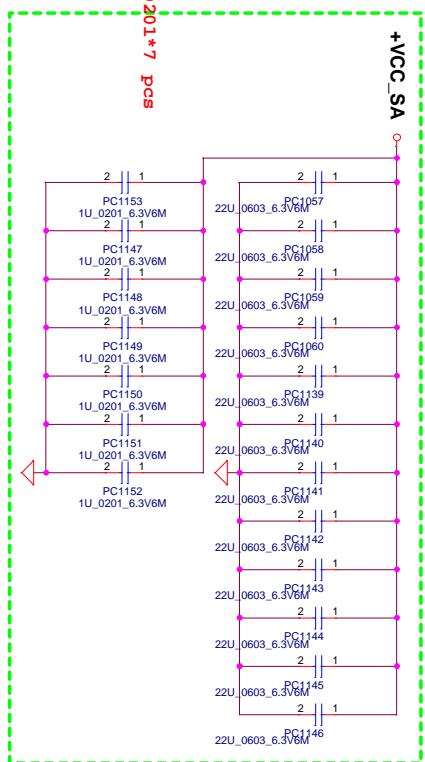 +VCC_SA
0201*7 pcs
2 1
PC1153
1U_0201_6.3V6M
2 1
PC1147
1U_0201_6.3V6M
2 1
PC1148
1U_0201_6.3V6M
2 1
PC1149
1U_0201_6.3V6M
2 1
PC1150
1U_0201_6.3V6M
2 1
PC1151
1U_0201_6.3V6M
2 1
PC1152
1U_0201_6.3V6M
2 1
PC1057
22U_0603_6.3V6M
2 1
PC1058
22U_0603_6.3V6M
2 1
PC1059
22U_0603_6.3V6M
2 1
PC1060
22U_0603_6.3V6M
2 1
PC1139
22U_0603_6.3V6M
2 1
PC1140
22U_0603_6.3V6M
2 1
PC1141
22U_0603_6.3V6M
2 1
PC1142
22U_0603_6.3V6M
2 1
PC1143
22U_0603_6.3V6M
2 1
PC1144
22U_0603_6.3V6M
2 1
PC1145
22U_0603_6.3V6M
2 1
PC1146
22U_0603_6.3V6M